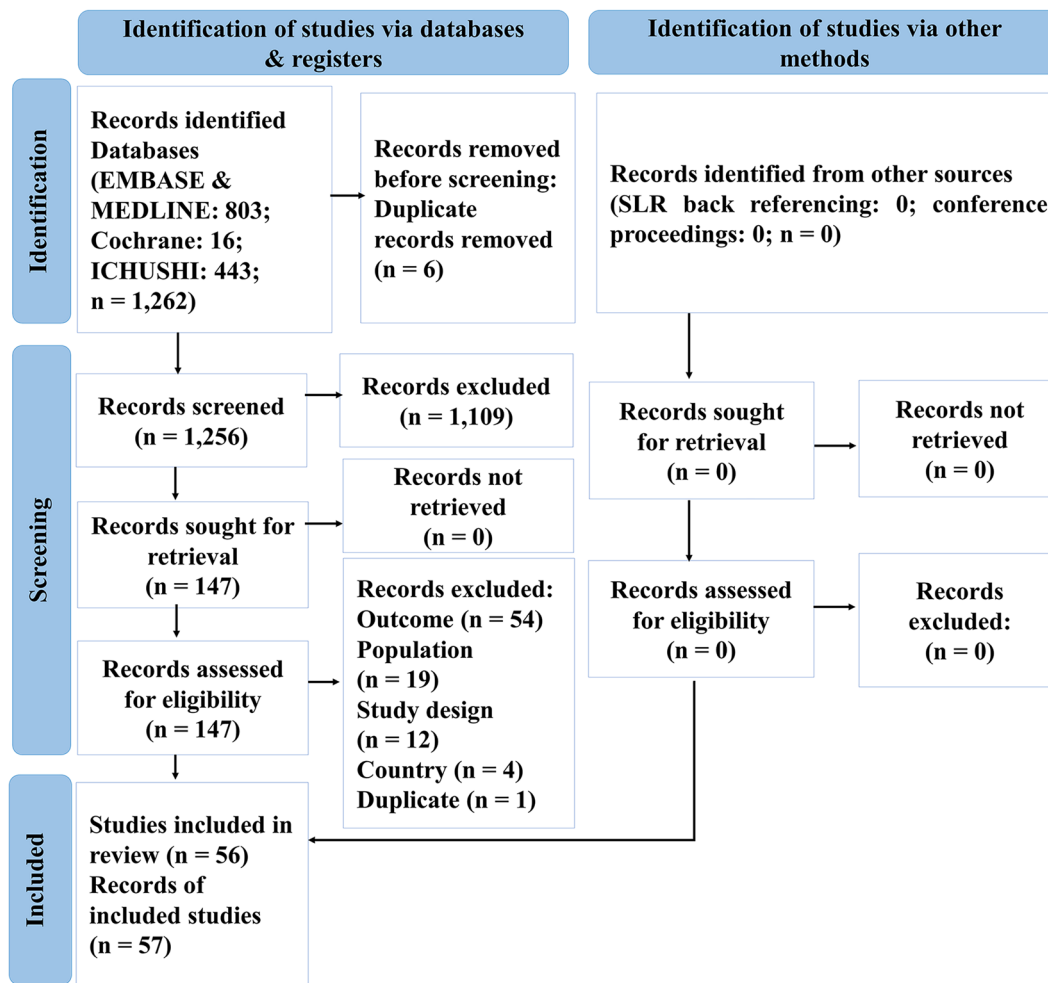 Identification of studies via databases
& registers
Identification of studies via other
methods
Identification
Records identified
Databases
(EMBASE &
MEDLINE: 803;
Cochrane: 16;
ICHUSHI: 443;
n = 1,262)
Records removed
before screening:
Duplicate
records removed
(n = 6)
Records identified from other sources
(SLR back referencing: 0; conference
proceedings: 0; n = 0)
Screening
Records screened
(n = 1,256)
Records excluded
(n = 1,109)
Records sought for
retrieval
(n = 147)
Records not
retrieved
(n = 0)
Records assessed
for eligibility
(n = 147)
Records excluded:
Outcome (n = 54)
Population
(n = 19)
Study design
(n = 12)
Country (n = 4)
Duplicate (n = 1)
Records sought
for retrieval
(n = 0)
Records not
retrieved
(n = 0)
Records assessed
for eligibility
(n = 0)
Records
excluded:
(n = 0)
Included
Studies included in
review (n = 56)
Records of
included studies
(n = 57)